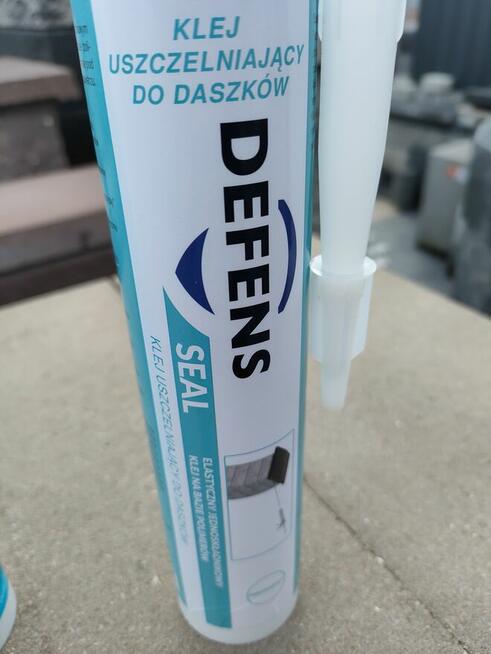 KLEJ
USZCZELNIAJĄCY
DO DASZKÓW
DEFENS
SEAL
KLEJ USZCZELNIAJĄCY DO DASZKÓW
ELASTYCZNY JEDNOSKŁADNIKOWY
KLEJ NA BAZIE POLIMERÓW